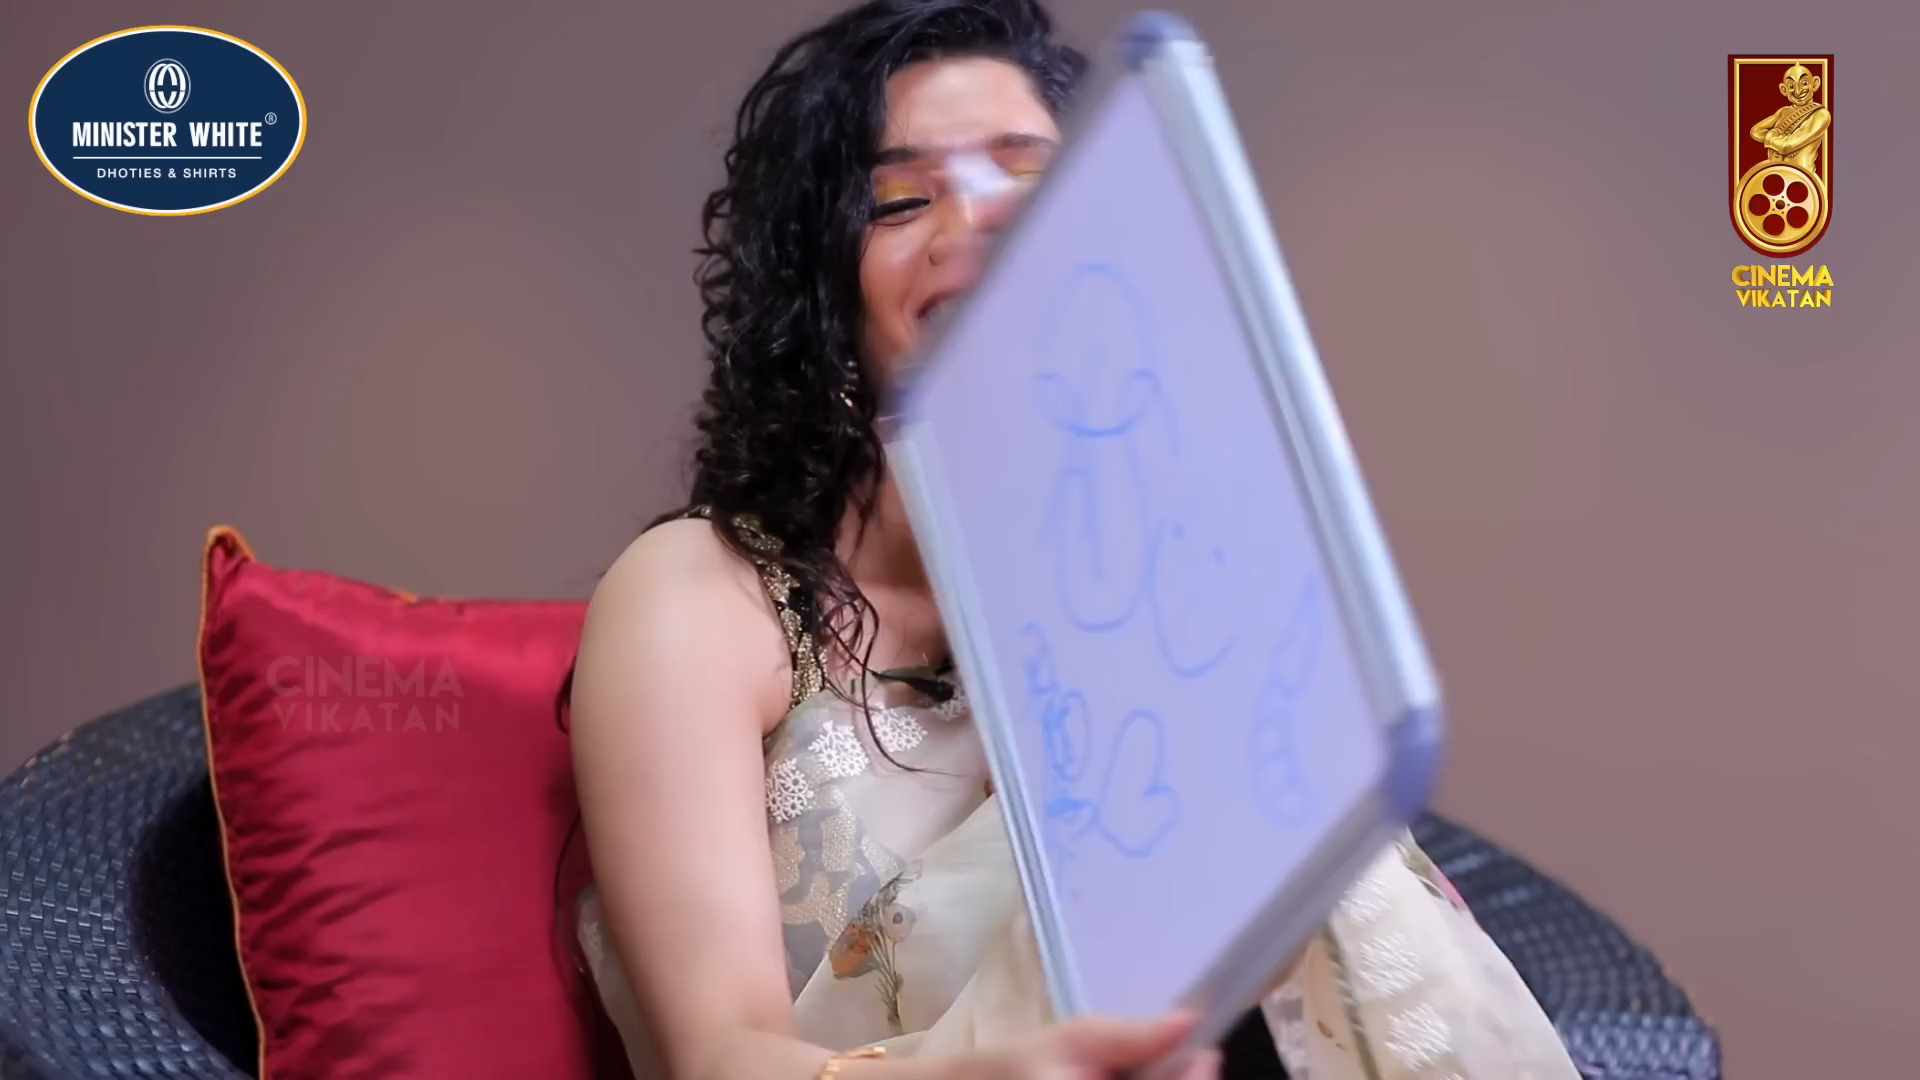 MINISTER WHITE®
DHOTIES & SHIRTS
CINEMA
VIKATAN
CINEMA
VIKATAN